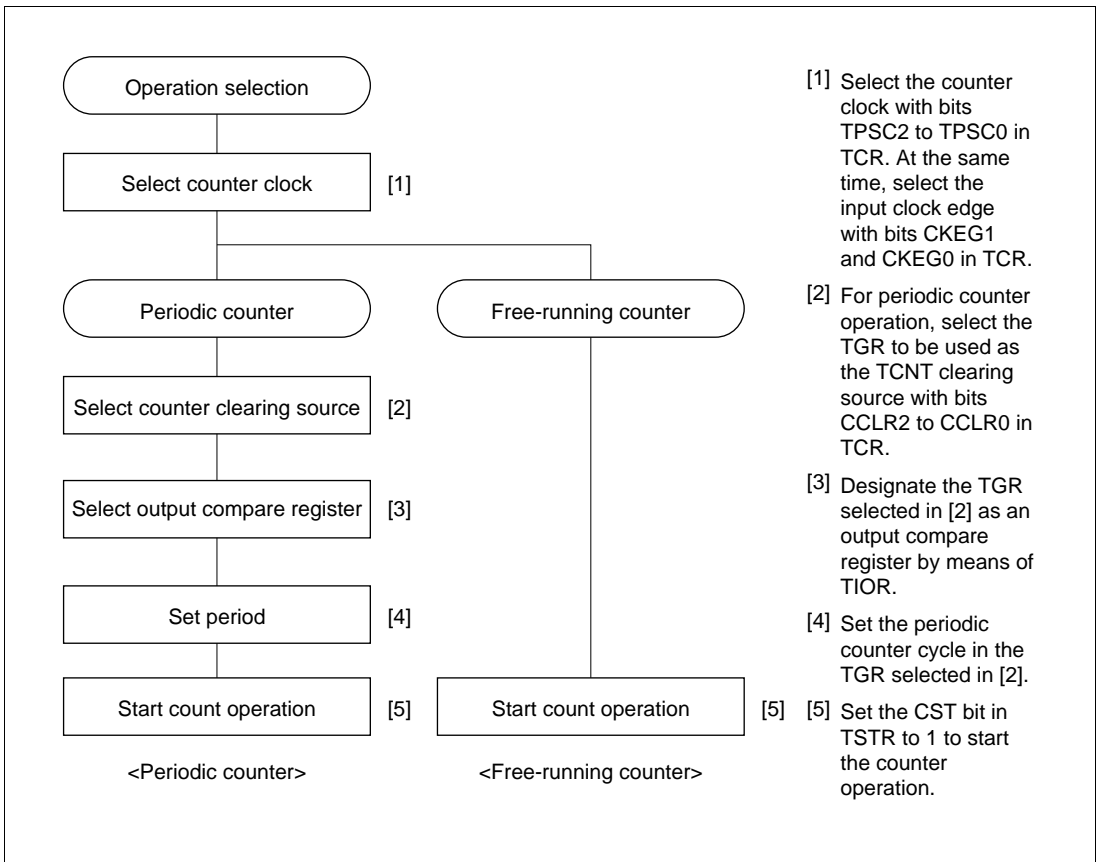 Operation selection
Select counter clock [1]
Periodic counter
Free-running counter
Select counter clearing source [2]
Select output compare register [3]
Set period [4]
Start count operation [5]
Start count operation [5]
<Periodic counter>
<Free-running counter>
[1] Select the counter
clock with bits
TPSC2 to TPSC0 in
TCR. At the same
time, select the
input clock edge
with bits CKEG1
and CKEG0 in TCR.
[2] For periodic counter
operation, select the
TGR to be used as
the TCNT clearing
source with bits
CCLR2 to CCLR0 in
TCR.
[3] Designate the TGR
selected in [2] as an
output compare
register by means of
TIOR.
[4] Set the periodic
counter cycle in the
TGR selected in [2].
[5] Set the CST bit in
TSTR to 1 to start
the counter
operation.